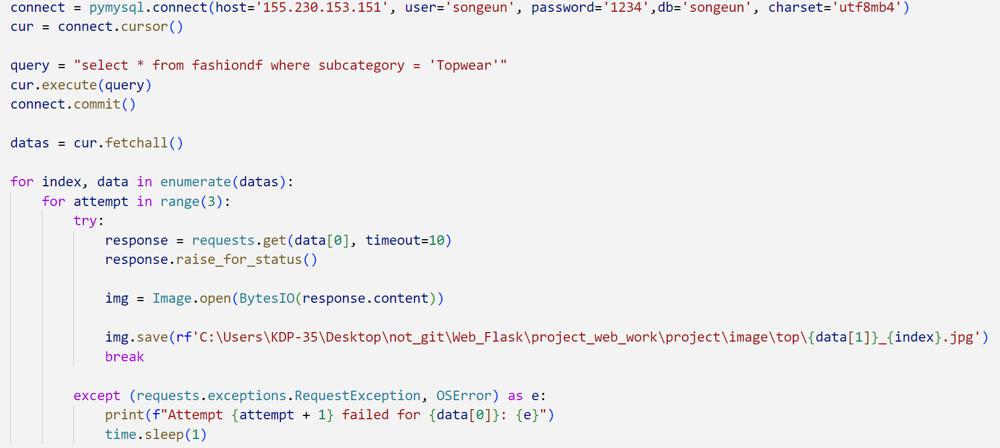 connect = pymysql.connect(host='155.230.153.151', user='songeun', password='1234',db='songeun', charset='utf8mb4')
cur = connect.cursor()
query = "select * from fashiondf where subcategory = 'Topwear'"
cur.execute(query)
connect.commit()
datas = cur.fetchall()
for index, data in enumerate(datas):
    for attempt in range(3):
        try:
            response = requests.get(data[0], timeout=10)
            response.raise_for_status()
            img = Image.open(BytesIO(response.content))
            img.save(rf'C:\Users\KDP-35\Desktop\not_git\Web_Flask\project_web_work\project\image\top\{data[1]}_{index}.jpg')
            break
        except (requests.exceptions.RequestException, OSError) as e:
            print(f"Attempt {attempt + 1} failed for {data[0]}: {e}")
            time.sleep(1)